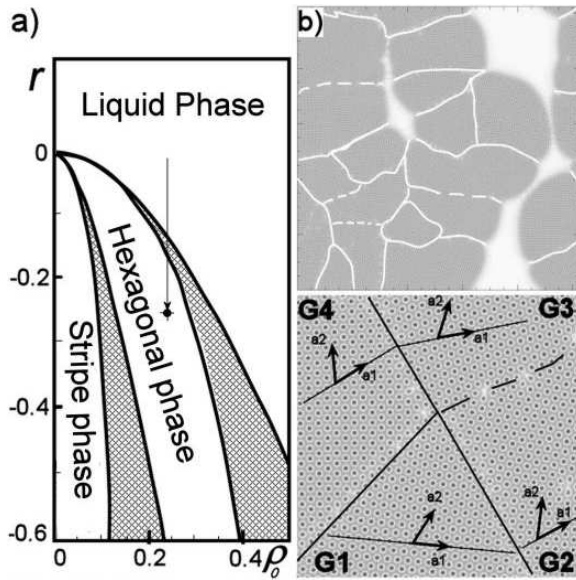 a)
r
Liquid Phase
0
-0.2
-0.4
-0.6
Stripe phase
Hexagonal phase
0
0.2
0.4
ρ₀
b)
G4
G3
a2
a1
a2
a1
a2
a1
a2
a1
G1
G2